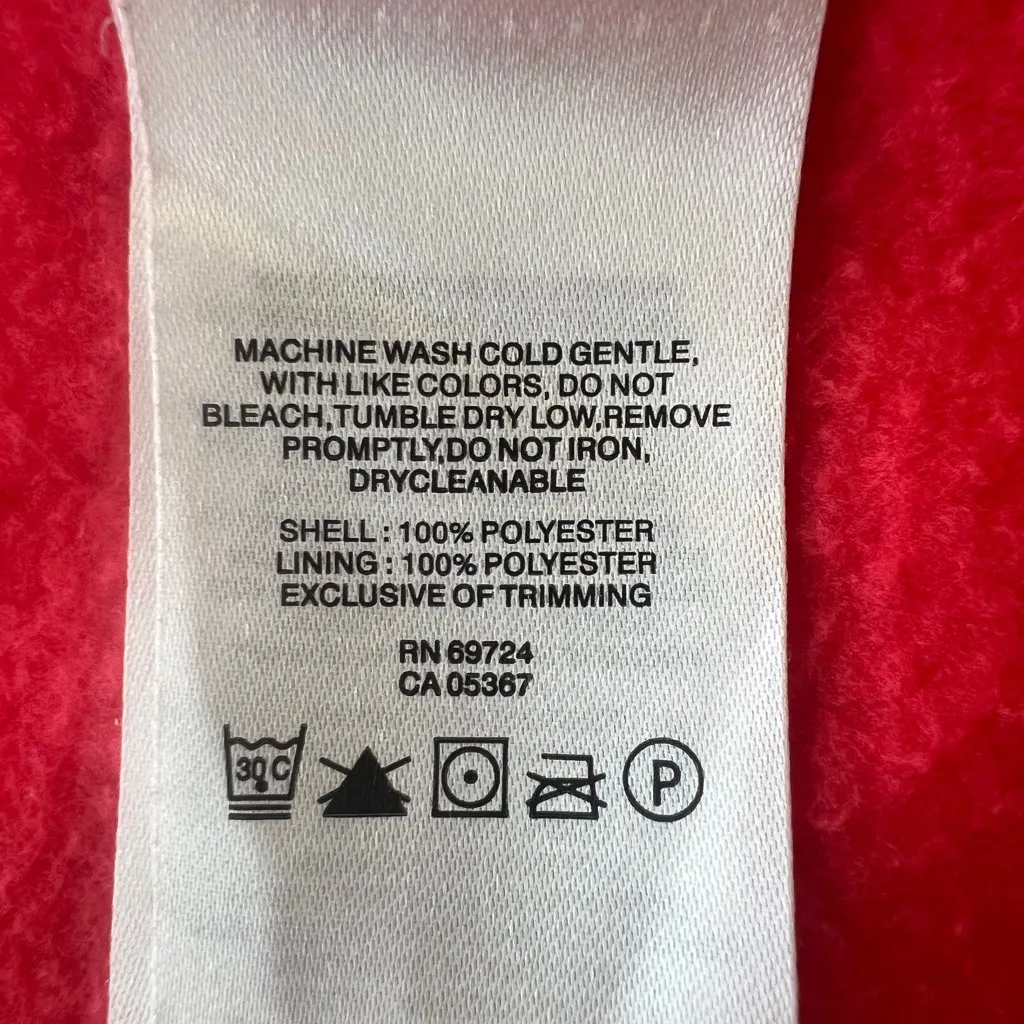 MACHINE WASH COLD GENTLE,
WITH LIKE COLORS, DO NOT
BLEACH,TUMBLE DRY LOW,REMOVE
PROMPTLY,DO NOT IRON,
DRYCLEANABLE
SHELL : 100% POLYESTER
LINING : 100% POLYESTER
EXCLUSIVE OF TRIMMING
RN 69724
CA 05367
30 C P